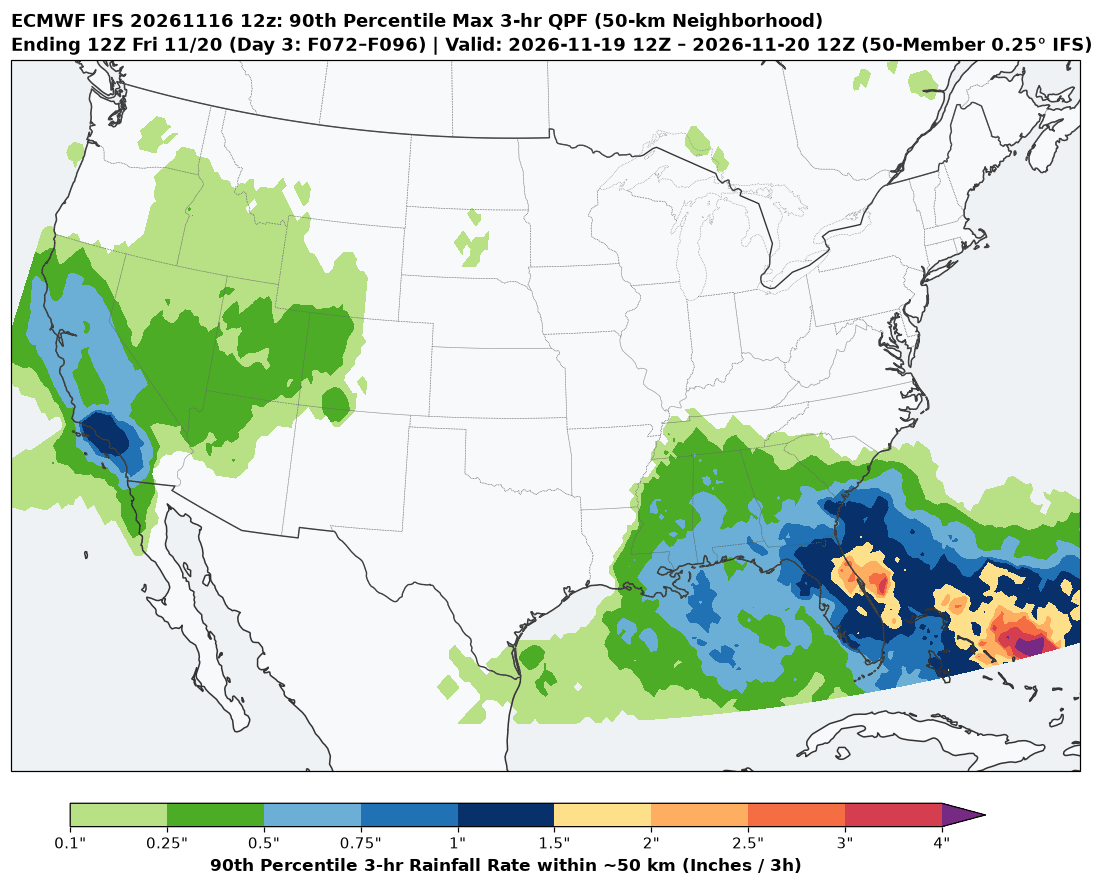 ECMWF IFS 20261116 12z: 90th Percentile Max 3-hr QPF (50-km Neighborhood)
Ending 12Z Fri 11/20 (Day 3: F072–F096) | Valid: 2026-11-19 12Z – 2026-11-20 12Z (50-Member 0.25° IFS)
0.1" 0.25" 0.5" 0.75" 1" 1.5" 2" 2.5" 3" 4"
90th Percentile 3-hr Rainfall Rate within ~50 km (Inches / 3h)